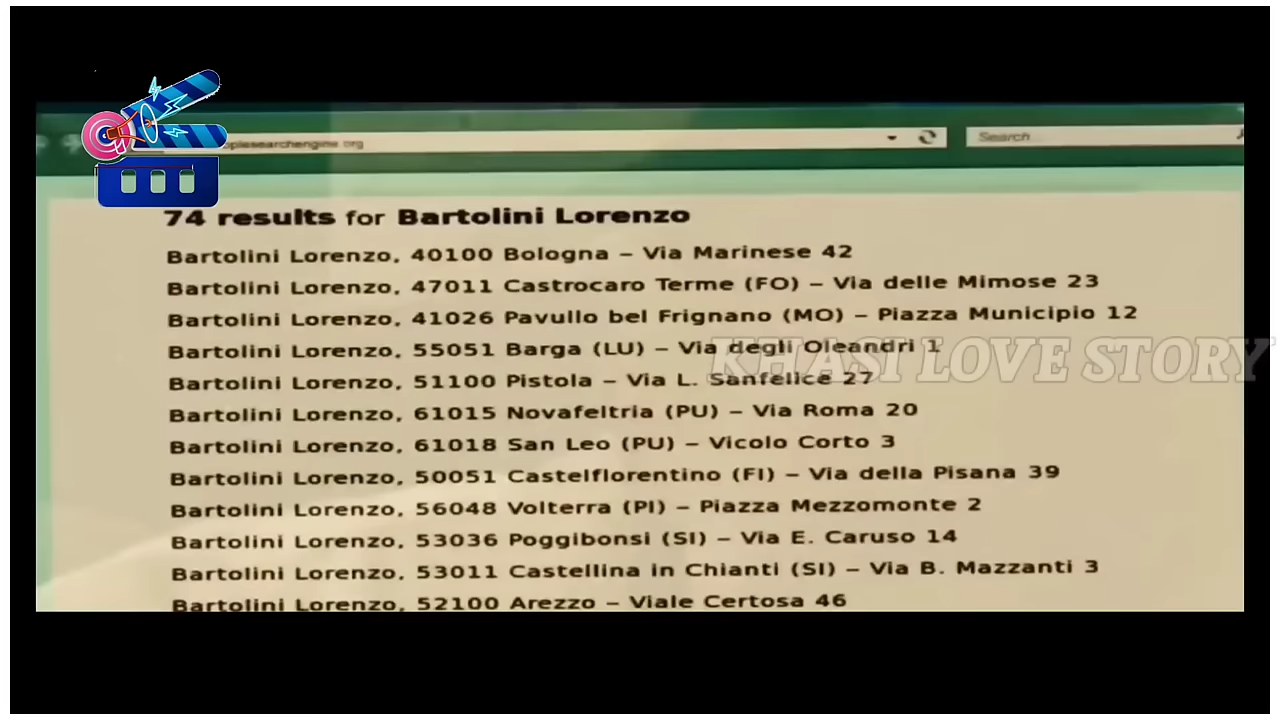 oplesearchengine.org
Search
74 results for Bartolini Lorenzo
Bartolini Lorenzo, 40100 Bologna – Via Marinese 42
Bartolini Lorenzo, 47011 Castrocaro Terme (FO) – Via delle Mimose 23
Bartolini Lorenzo, 41026 Pavullo bel Frignano (MO) – Piazza Municipio 12
Bartolini Lorenzo, 55051 Barga (LU) – Via degli Oleandri 1
KHASI LOVE STORY
Bartolini Lorenzo, 51100 Pistola – Via L. Sanfelice 27
Bartolini Lorenzo, 61015 Novafeltria (PU) – Via Roma 20
Bartolini Lorenzo, 61018 San Leo (PU) – Vicolo Corto 3
Bartolini Lorenzo, 50051 Castelflorentino (FI) – Via della Pisana 39
Bartolini Lorenzo, 56048 Volterra (PI) – Piazza Mezzomonte 2
Bartolini Lorenzo, 53036 Poggibonsi (SI) – Via E. Caruso 14
Bartolini Lorenzo, 53011 Castellina in Chianti (SI) – Via B. Mazzanti 3
Bartolini Lorenzo, 52100 Arezzo – Viale Certosa 46